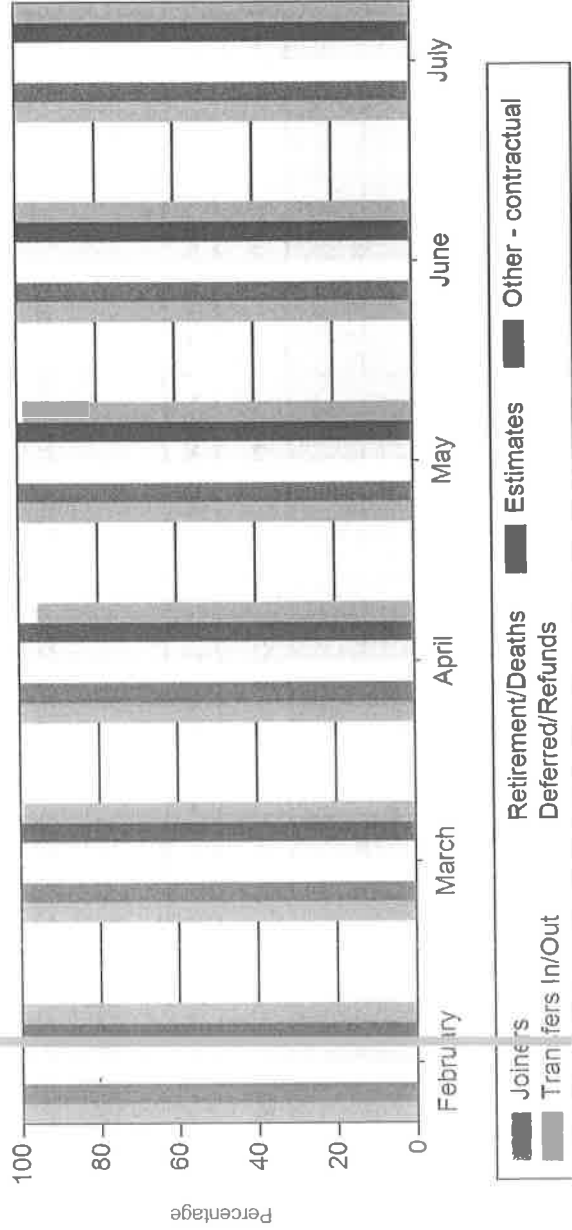 Percentage
100
80
60
40
20
0
February
March
April
May
June
July
Joiners
Transfers In/Out
Retirement/Deaths
Deferred/Refunds
Estimates
Other - contractual